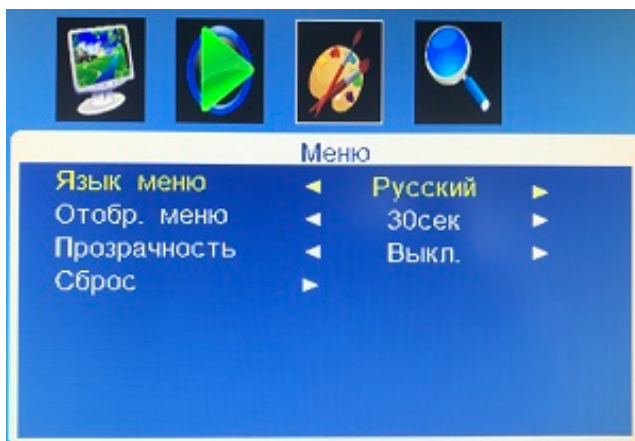 Меню
Язык меню Русский
Отобр. меню 30сек
Прозрачность Выкл.
Сброс